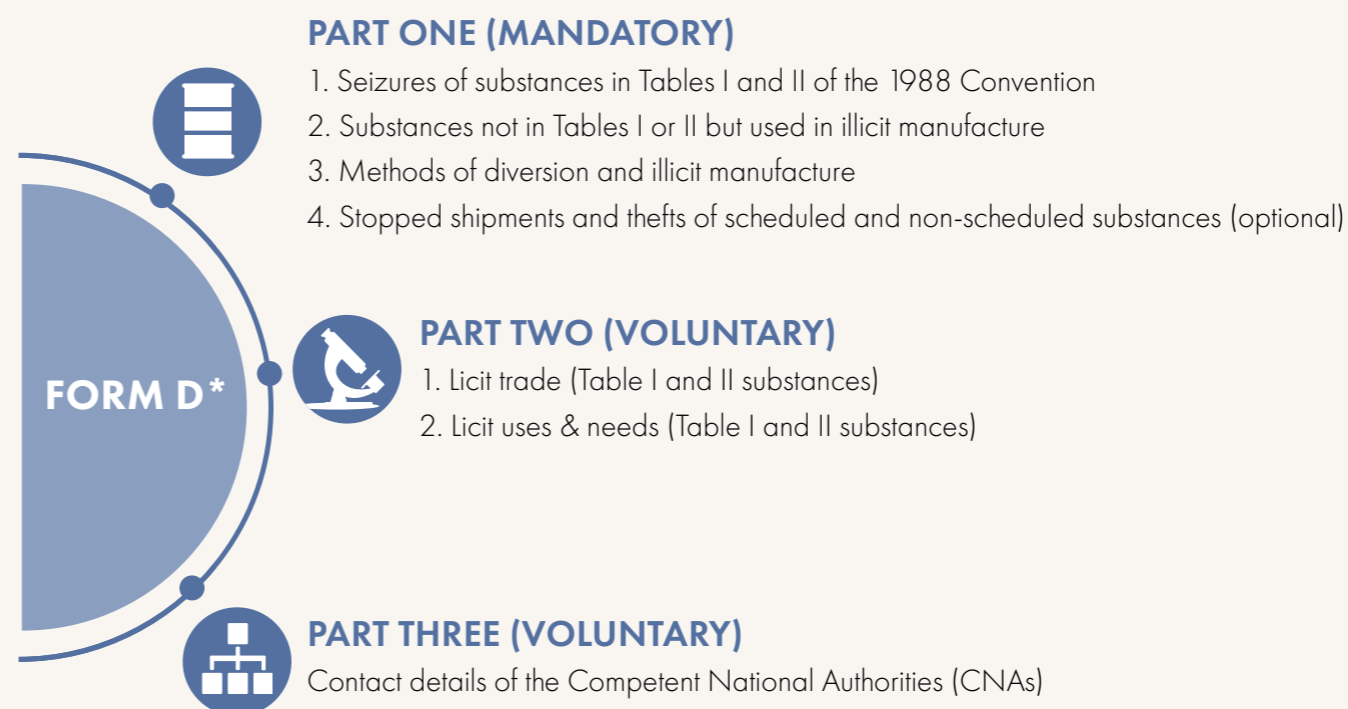 PART ONE (MANDATORY)
1. Seizures of substances in Tables I and II of the 1988 Convention
2. Substances not in Tables I or II but used in illicit manufacture
3. Methods of diversion and illicit manufacture
4. Stopped shipments and thefts of scheduled and non-scheduled substances (optional)
FORM D*
PART TWO (VOLUNTARY)
1. Licit trade (Table I and II substances)
2. Licit uses & needs (Table I and II substances)
PART THREE (VOLUNTARY)
Contact details of the Competent National Authorities (CNAs)